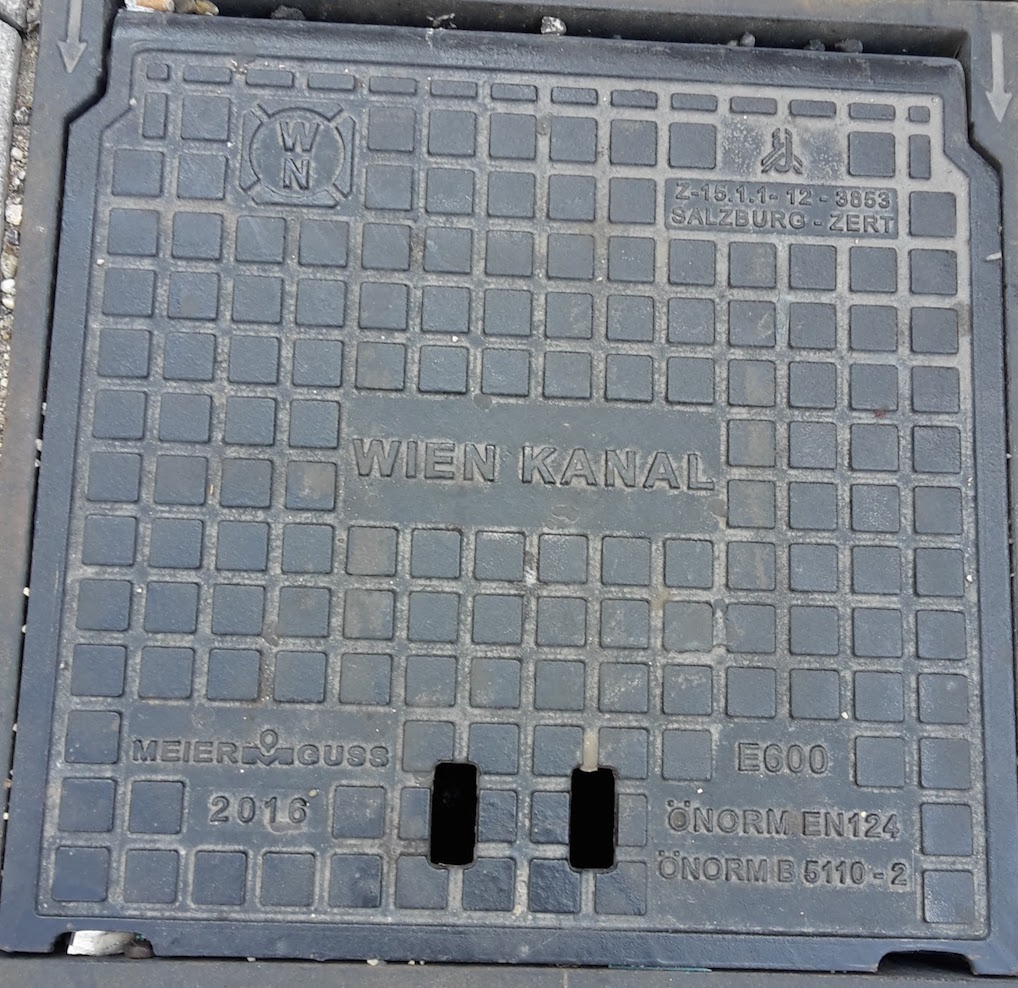 W
N
Z-15.1.1-12-3853
SALZBURG-ZERT
WIEN KANAL
MEIER GUSS
2016
E600
ÖNORM EN124
ÖNORM B 5110-2